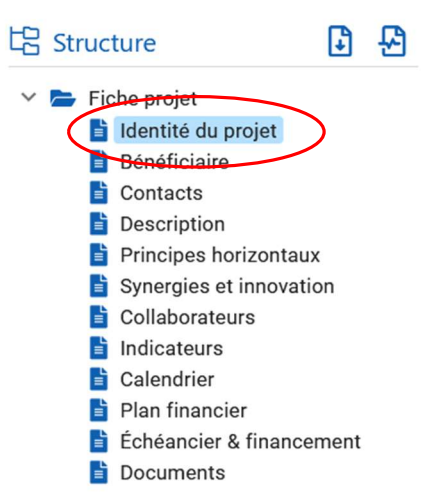 Structure
Fiche projet
Identité du projet
Bénéficiaire
Contacts
Description
Principes horizontaux
Synergies et innovation
Collaborateurs
Indicateurs
Calendrier
Plan financier
Échéancier & financement
Documents